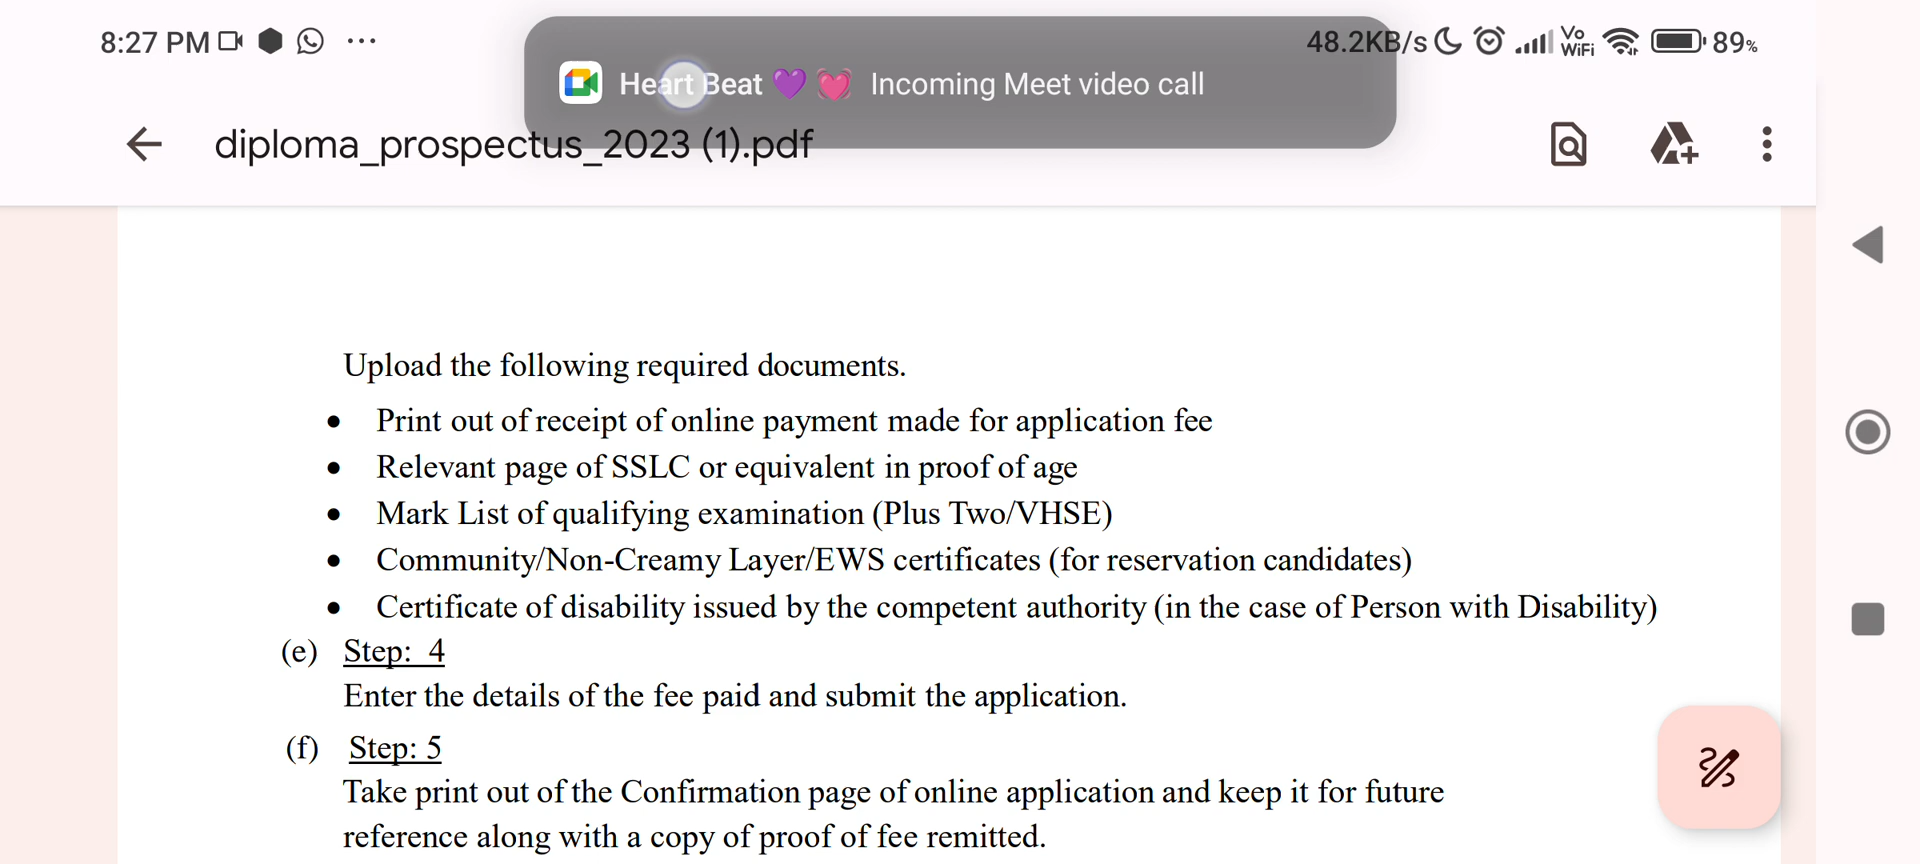 8:27 PM
48.2KB/s
Vo
WiFi
89%
Heart Beat 💜 💓 Incoming Meet video call
diploma_prospectus_2023 (1).pdf
Upload the following required documents.
• Print out of receipt of online payment made for application fee
• Relevant page of SSLC or equivalent in proof of age
• Mark List of qualifying examination (Plus Two/VHSE)
• Community/Non-Creamy Layer/EWS certificates (for reservation candidates)
• Certificate of disability issued by the competent authority (in the case of Person with Disability)
(e) Step: 4
Enter the details of the fee paid and submit the application.
(f) Step: 5
Take print out of the Confirmation page of online application and keep it for future
reference along with a copy of proof of fee remitted.